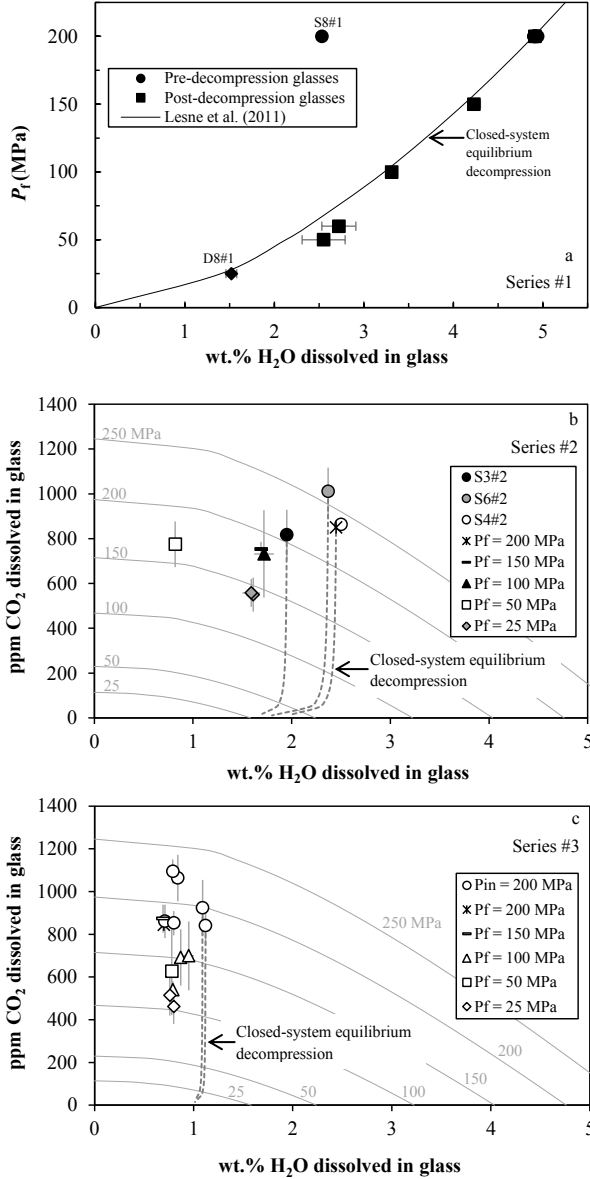 S8#1
Pre-decompression glasses
Post-decompression glasses
Lesne et al. (2011)
Closed-system
equilibrium
decompression
D8#1
a
Series #1
200
150
100
50
0
Pf (MPa)
0 1 2 3 4 5
wt.% H2O dissolved in glass
b
Series #2
1400
1200
1000
800
600
400
200
0
ppm CO2 dissolved in glass
250 MPa
200
150
100
50
25
S3#2
S6#2
S4#2
Pf = 200 MPa
Pf = 150 MPa
Pf = 100 MPa
Pf = 50 MPa
Pf = 25 MPa
Closed-system equilibrium
decompression
0 1 2 3 4 5
wt.% H2O dissolved in glass
c
Series #3
1400
1200
1000
800
600
400
200
0
ppm CO2 dissolved in glass
Pin = 200 MPa
Pf = 200 MPa
Pf = 150 MPa
Pf = 100 MPa
Pf = 50 MPa
Pf = 25 MPa
250 MPa
Closed-system equilibrium
decompression
25 50 100 150 200
0 1 2 3 4 5
wt.% H2O dissolved in glass